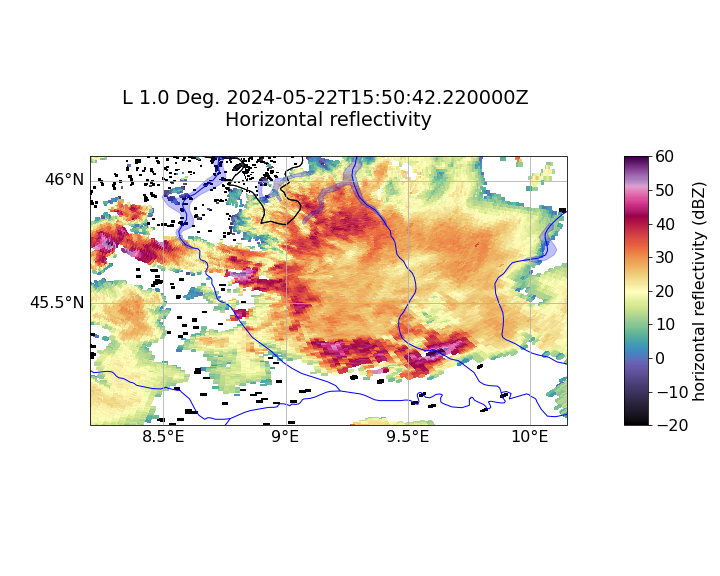 L 1.0 Deg. 2024-05-22T15:50:42.220000Z
Horizontal reflectivity
46°N
45.5°N
8.5°E
9°E
9.5°E
10°E
60
50
40
30
20
10
0
−10
−20
horizontal reflectivity (dBZ)